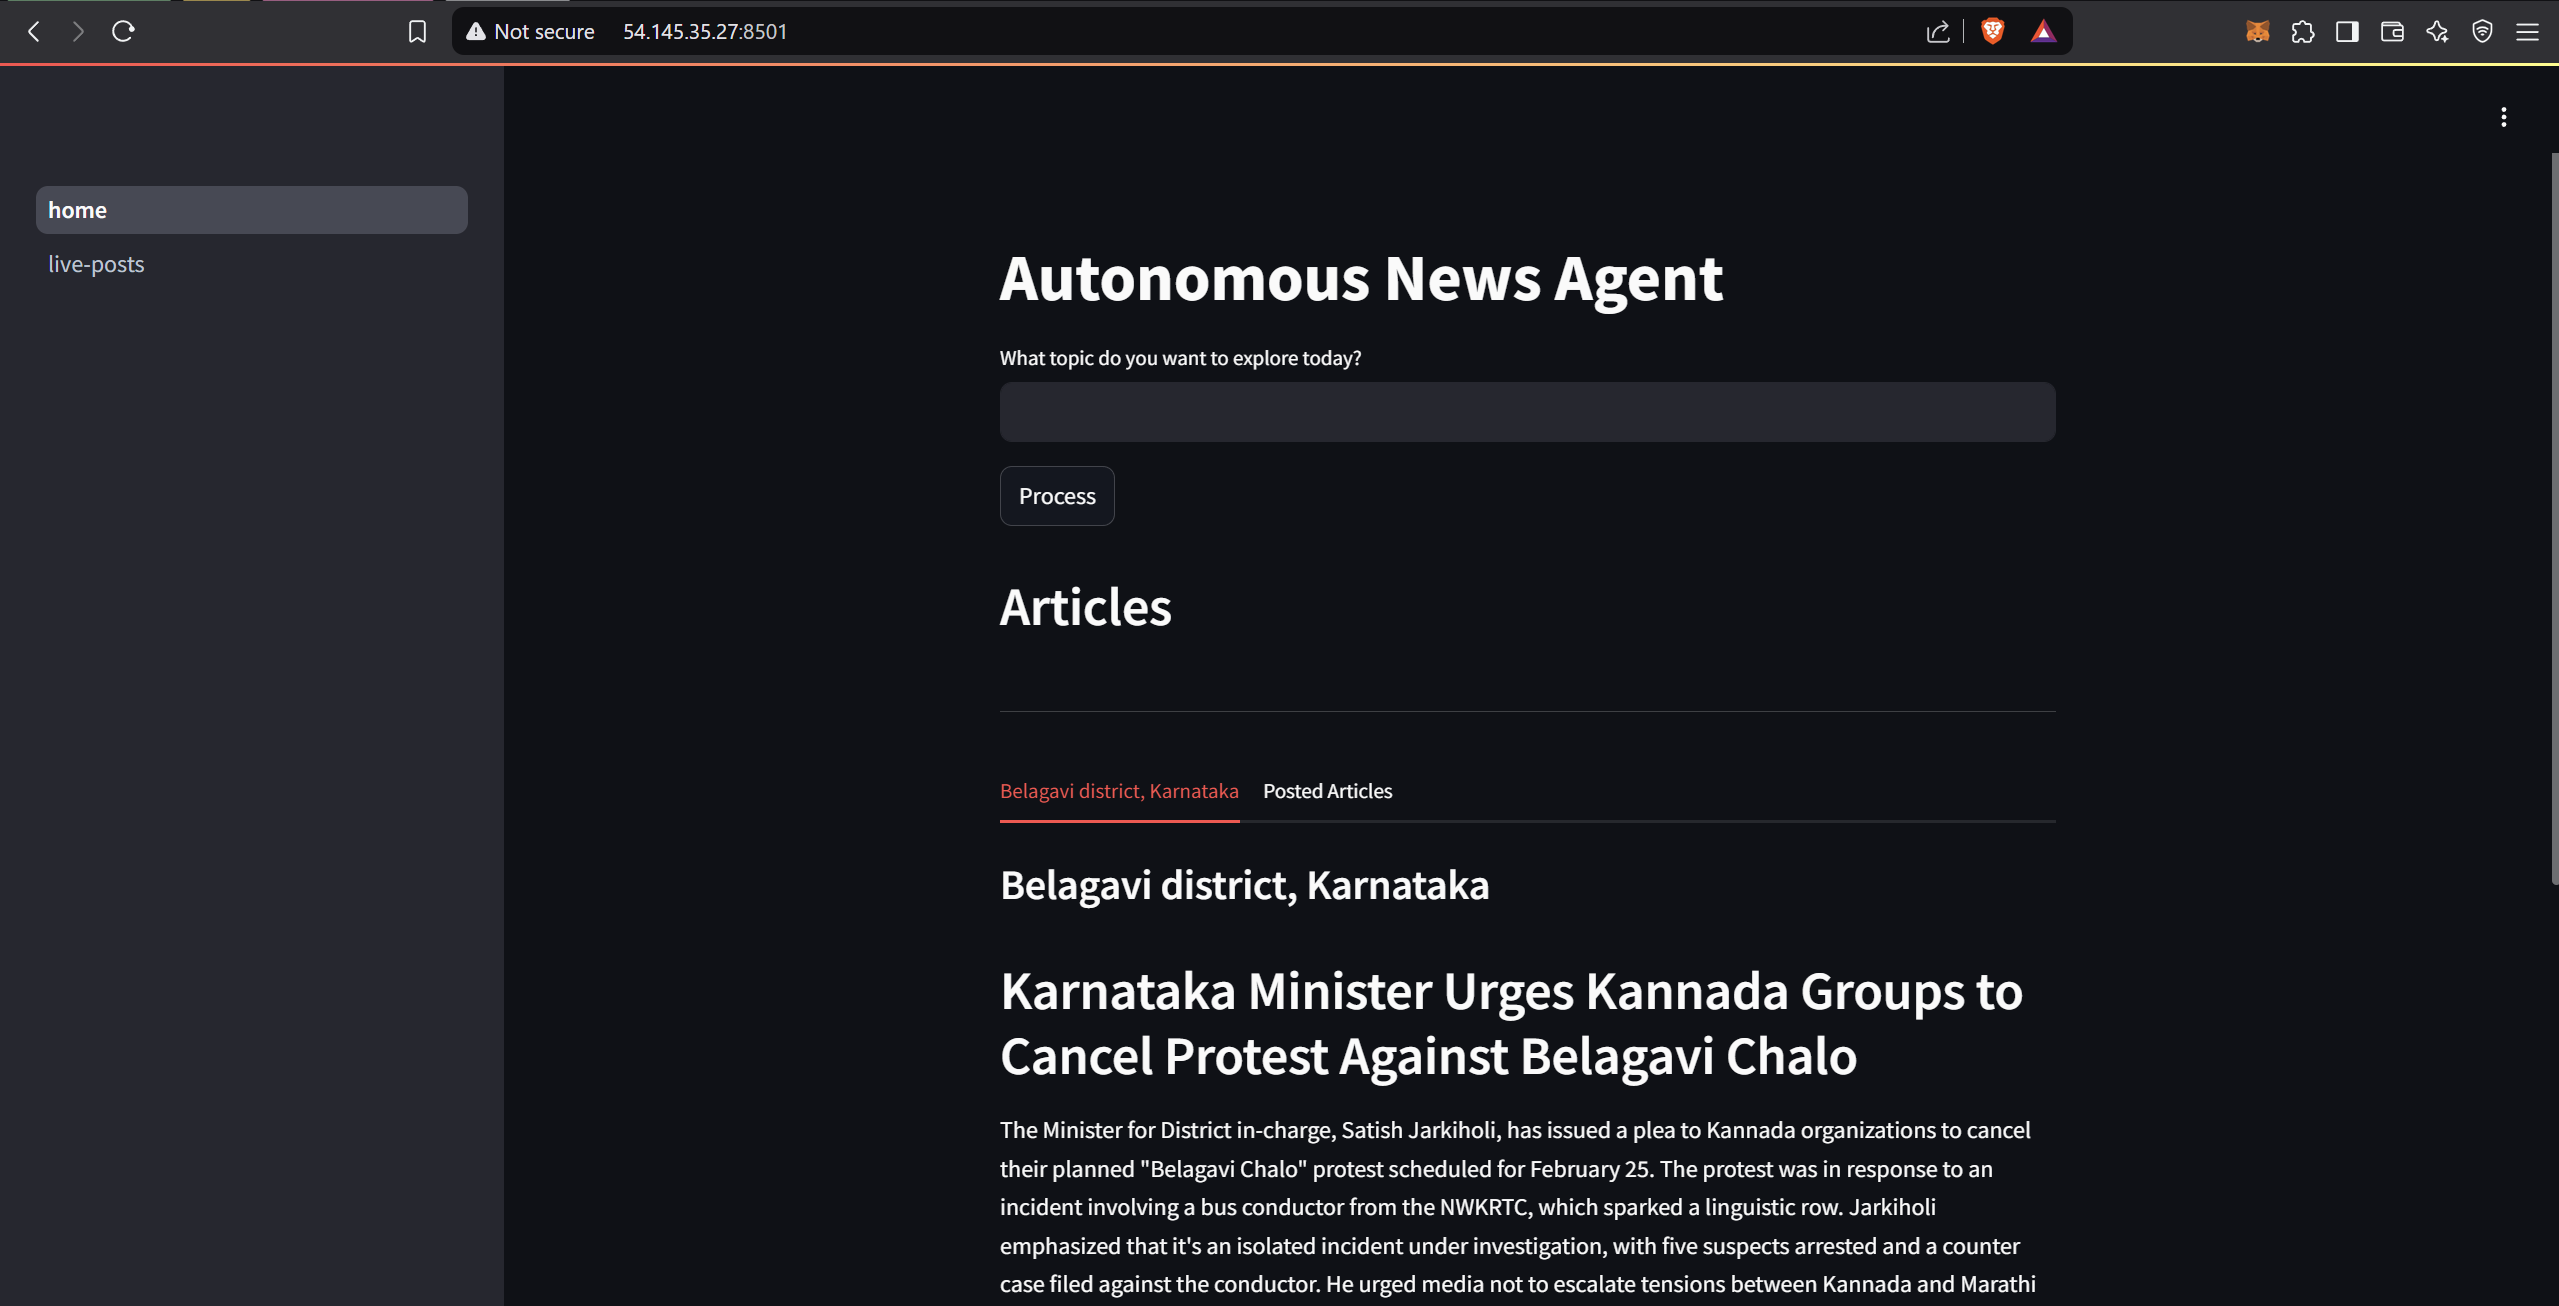 Not secure 54.145.35.27:8501
home
live-posts
Autonomous News Agent
What topic do you want to explore today?
Process
Articles
Belagavi district, Karnataka Posted Articles
Belagavi district, Karnataka
Karnataka Minister Urges Kannada Groups to
Cancel Protest Against Belagavi Chalo
The Minister for District in-charge, Satish Jarkiholi, has issued a plea to Kannada organizations to cancel
their planned "Belagavi Chalo" protest scheduled for February 25. The protest was in response to an
incident involving a bus conductor from the NWKRTC, which sparked a linguistic row. Jarkiholi
emphasized that it's an isolated incident under investigation, with five suspects arrested and a counter
case filed against the conductor. He urged media not to escalate tensions between Kannada and Marathi